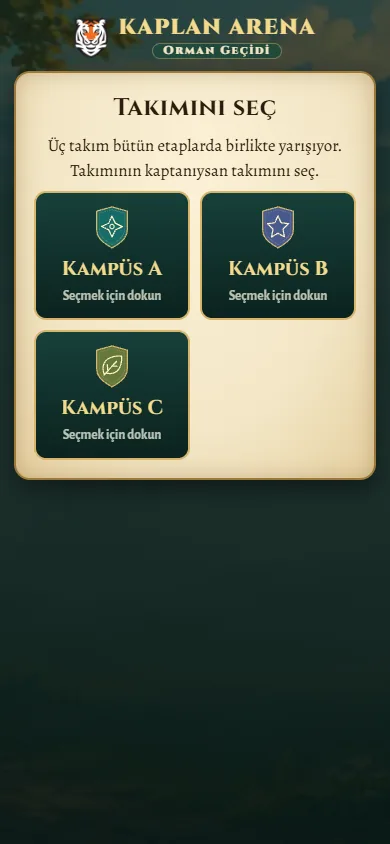 KAPLAN ARENA
Orman Geçidi
Takımını seç
Üç takım bütün etaplarda birlikte yarışıyor.
Takımının kaptanıysan takımını seç.
Kampüs A
Seçmek için dokun
Kampüs B
Seçmek için dokun
Kampüs C
Seçmek için dokun